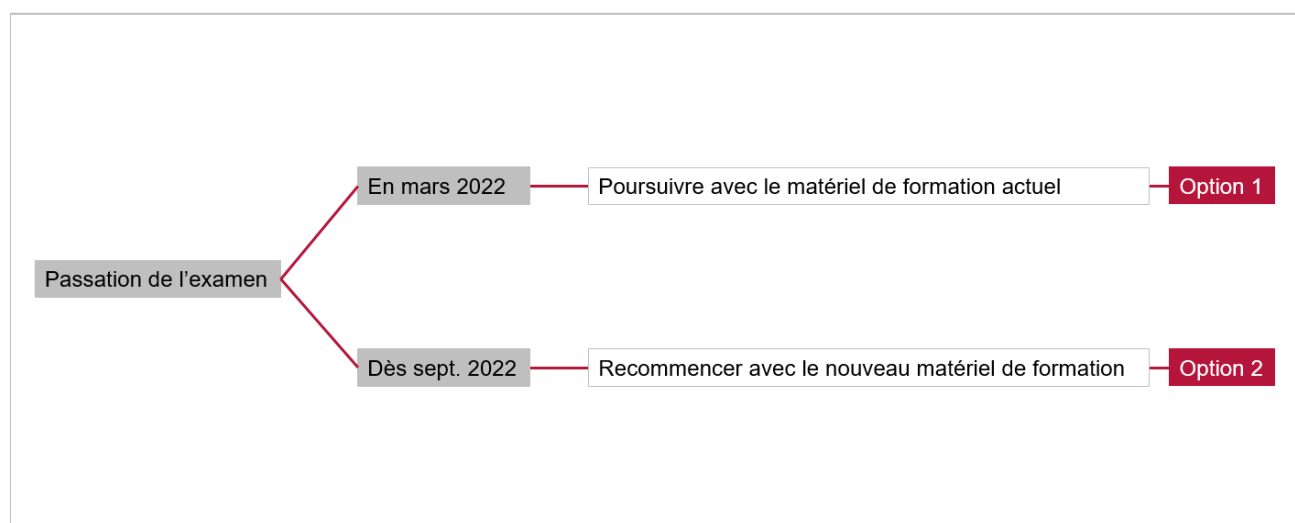 En mars 2022
Poursuivre avec le matériel de formation actuel
Option 1
Passation de l’examen
Dès sept. 2022
Recommencer avec le nouveau matériel de formation
Option 2